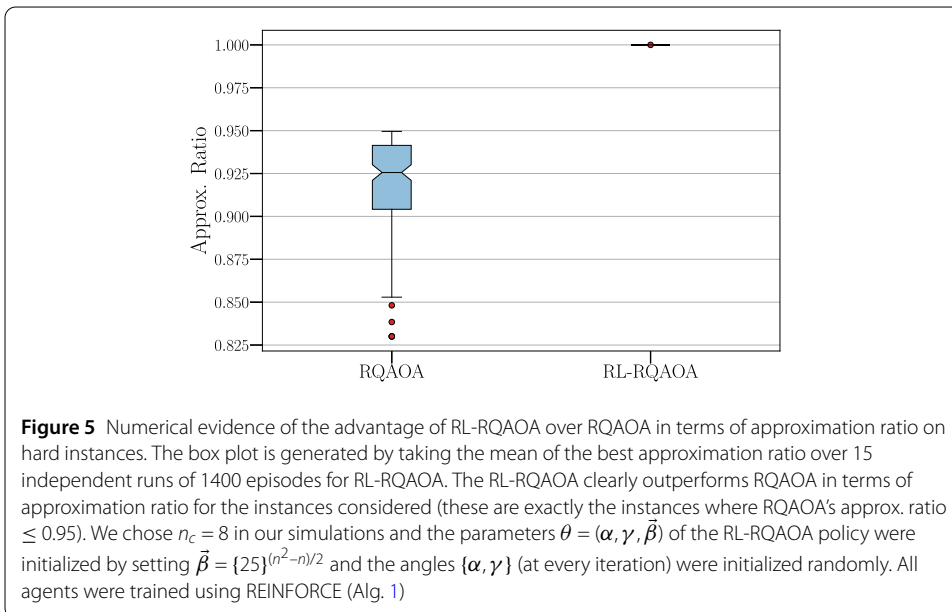 1.000
0.975
0.950
0.925
0.900
0.875
0.850
0.825
Approx. Ratio
RQAOA RL-RQAOA
Figure 5 Numerical evidence of the advantage of RL-RQAOA over RQAOA in terms of approximation ratio on
hard instances. The box plot is generated by taking the mean of the best approximation ratio over 15
independent runs of 1400 episodes for RL-RQAOA. The RL-RQAOA clearly outperforms RQAOA in terms of
approximation ratio for the instances considered (these are exactly the instances where RQAOA's approx. ratio
≤ 0.95). We chose n_c = 8 in our simulations and the parameters θ = (α, γ, β⃗) of the RL-RQAOA policy were
initialized by setting β⃗ = {25}^{(n²−n)/2} and the angles {α, γ} (at every iteration) were initialized randomly. All
agents were trained using REINFORCE (Alg. 1)